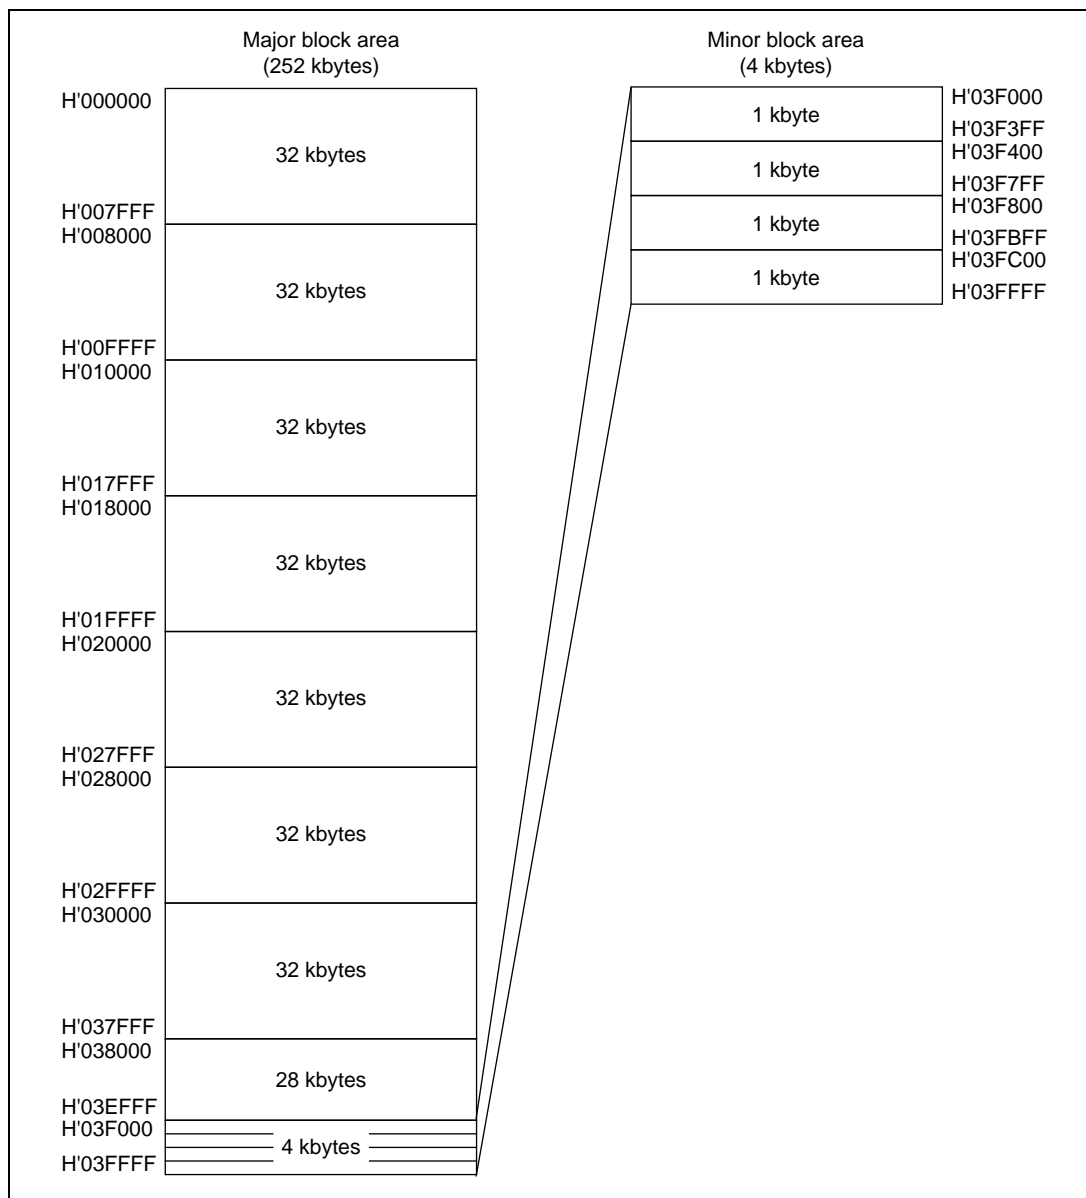 Major block area
(252 kbytes)
H'000000
32 kbytes
H'007FFF
H'008000
32 kbytes
H'00FFFF
H'010000
32 kbytes
H'017FFF
H'018000
32 kbytes
H'01FFFF
H'020000
32 kbytes
H'027FFF
H'028000
32 kbytes
H'02FFFF
H'030000
32 kbytes
H'037FFF
H'038000
28 kbytes
H'03EFFF
H'03F000
4 kbytes
H'03FFFF
Minor block area
(4 kbytes)
1 kbyte
H'03F000
H'03F3FF
1 kbyte
H'03F400
H'03F7FF
1 kbyte
H'03F800
H'03FBFF
1 kbyte
H'03FC00
H'03FFFF